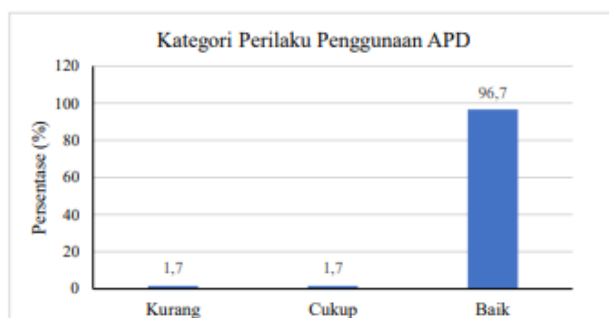 Kategori Perilaku Penggunaan APD
Persentase (%)
120
100
80
60
40
20
0
1,7
1,7
96,7
Kurang
Cukup
Baik